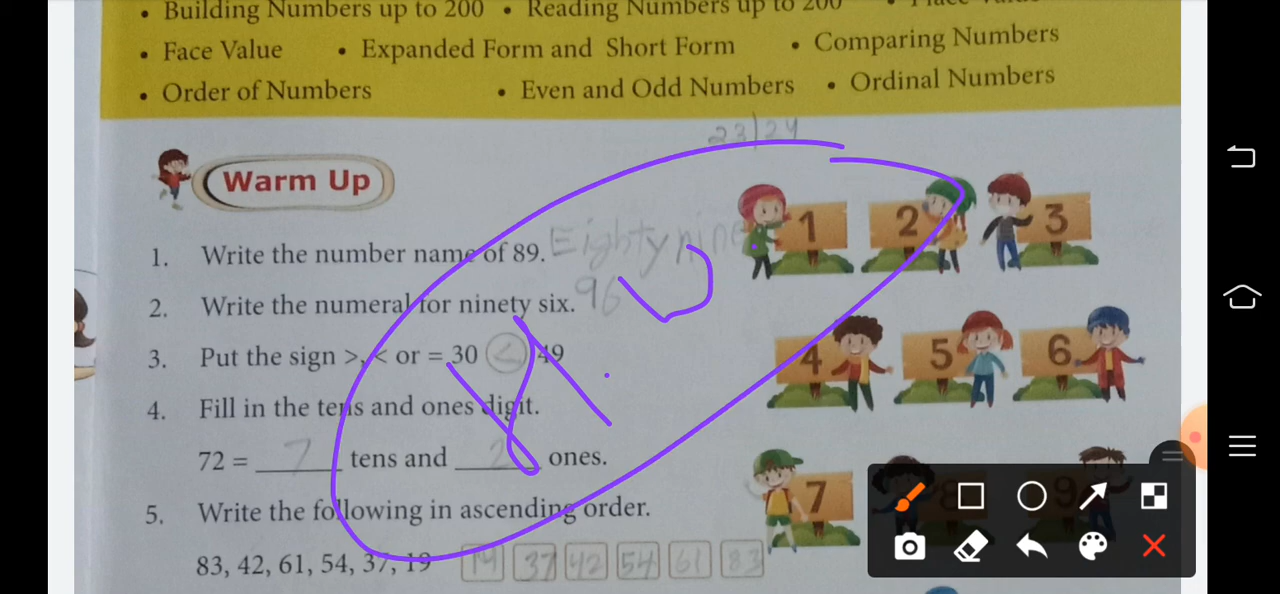 • Building Numbers up to 200 • Reading Numbers up to 200
• Face Value • Expanded Form and Short Form • Comparing Numbers
• Order of Numbers • Even and Odd Numbers • Ordinal Numbers
23/24
Warm Up
1. Write the number name of 89. Eighty nine.
2. Write the numeral for ninety six. 96
3. Put the sign >, < or = 30 < 49
4. Fill in the tens and ones digit.
72 = 7 tens and 2 ones.
5. Write the following in ascending order.
83, 42, 61, 54, 37, 19 19 37 42 54 61 83
1 2 3
4 5 6
7 8 9
H.